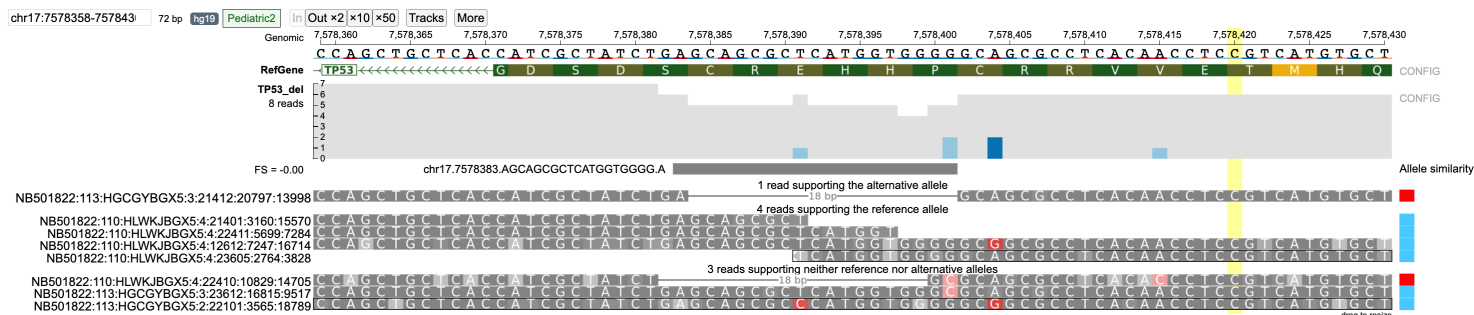 chr17:7578358-757843
72 bp
hg19
Pediatric2
In
Out ×2
×10
×50
Tracks
More
Genomic
7,578,360 7,578,365 7,578,370 7,578,375 7,578,380 7,578,385 7,578,390 7,578,395 7,578,400 7,578,405 7,578,410 7,578,415 7,578,420 7,578,425 7,578,430
C C A G C T G C T C A C C A T C G C T A T C T G A G C A G C G C T C A T G G T G G G G G C A G C G C C T C A C A A C C T C C G T C A T G T G C T
RefGene
TP53
G D S D S C R E H H P C R R V V E T M H Q
CONFIG
TP53_del
8 reads
7
6
5
4
3
2
1
0
CONFIG
FS = -0.00
chr17.7578383.AGCAGCGCTCATGGTGGGG.A
Allele similarity
1 read supporting the alternative allele
NB501822:113:HGCGYBGX5:3:21412:20797:13998
C C A G C T G C T C A C C A T C G C T A T C T G A 18 bp G C A G C G C C T C A C A A C C T C C G T C A T G T G C T
4 reads supporting the reference allele
NB501822:110:HLWKJBGX5:4:21401:3160:15570
C C A G C T G C T C A C C A T C G C T A T C T G A G C A G C G C T
NB501822:110:HLWKJBGX5:4:22411:5699:7284
C C A G C T G C T C A C C A T C G C T A T C T G A G C A G C G C T C A T G G T
NB501822:110:HLWKJBGX5:4:12612:7247:16714
C C A G C T G C T C A C C A T C G C T A T C T G A G C A G C G C T C A T G G T G G G G G C G G C G C C T C A C A A C C T C C G T C A T G T G C T
NB501822:110:HLWKJBGX5:4:23605:2764:3828
T C A T G G T G G G G G C A G C G C C T C A C A A C C T C C G T C A T G T G C T
3 reads supporting neither reference nor alternative alleles
NB501822:110:HLWKJBGX5:4:22410:10829:14705
C C A G C T G C T C A C C A T C G C T A T C T 18 bp G C G C A G C G C C T C A C A C C C T C C G T C A T G T G C T
NB501822:113:HGCGYBGX5:3:23612:16815:9517
C C A G C T G C T C A C C A T C G C T A T C T G A G C A G C G C T C A T G G T G G G C G C A G C G C C T C A C A A C C T C C G T C A T G T G C T
NB501822:110:HLWKJBGX5:4:22101:3565:18789
C C A G C T G C T C A C C A T C G C T A T C T G A G C A G C G C C C A T G G T G G G G G C G G C G C C T C A C A A C C T C C G T C A T G T G C T